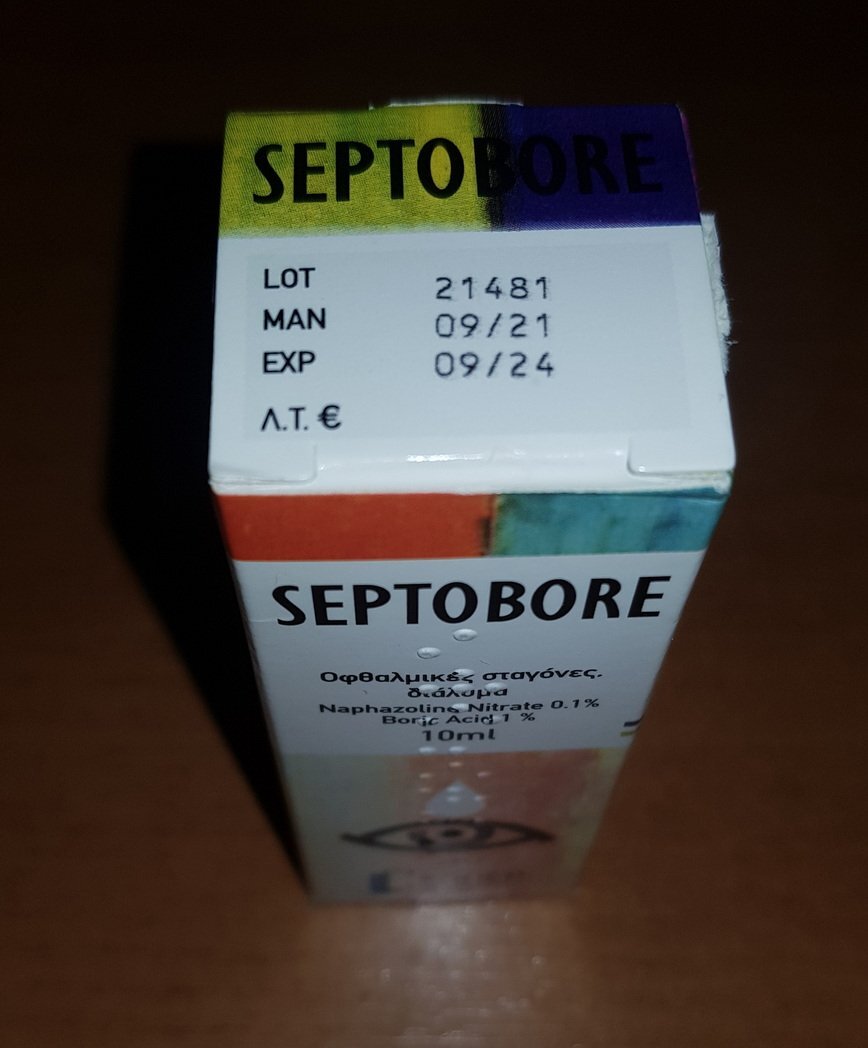 SEPTOBORE
LOT 21481
MAN 09/21
EXP 09/24
Λ.Τ. €
SEPTOBORE
Οφθαλμικές σταγόνες,
διάλυμα
Naphazoline Nitrate 0.1%
Boric Acid 1 %
10ml